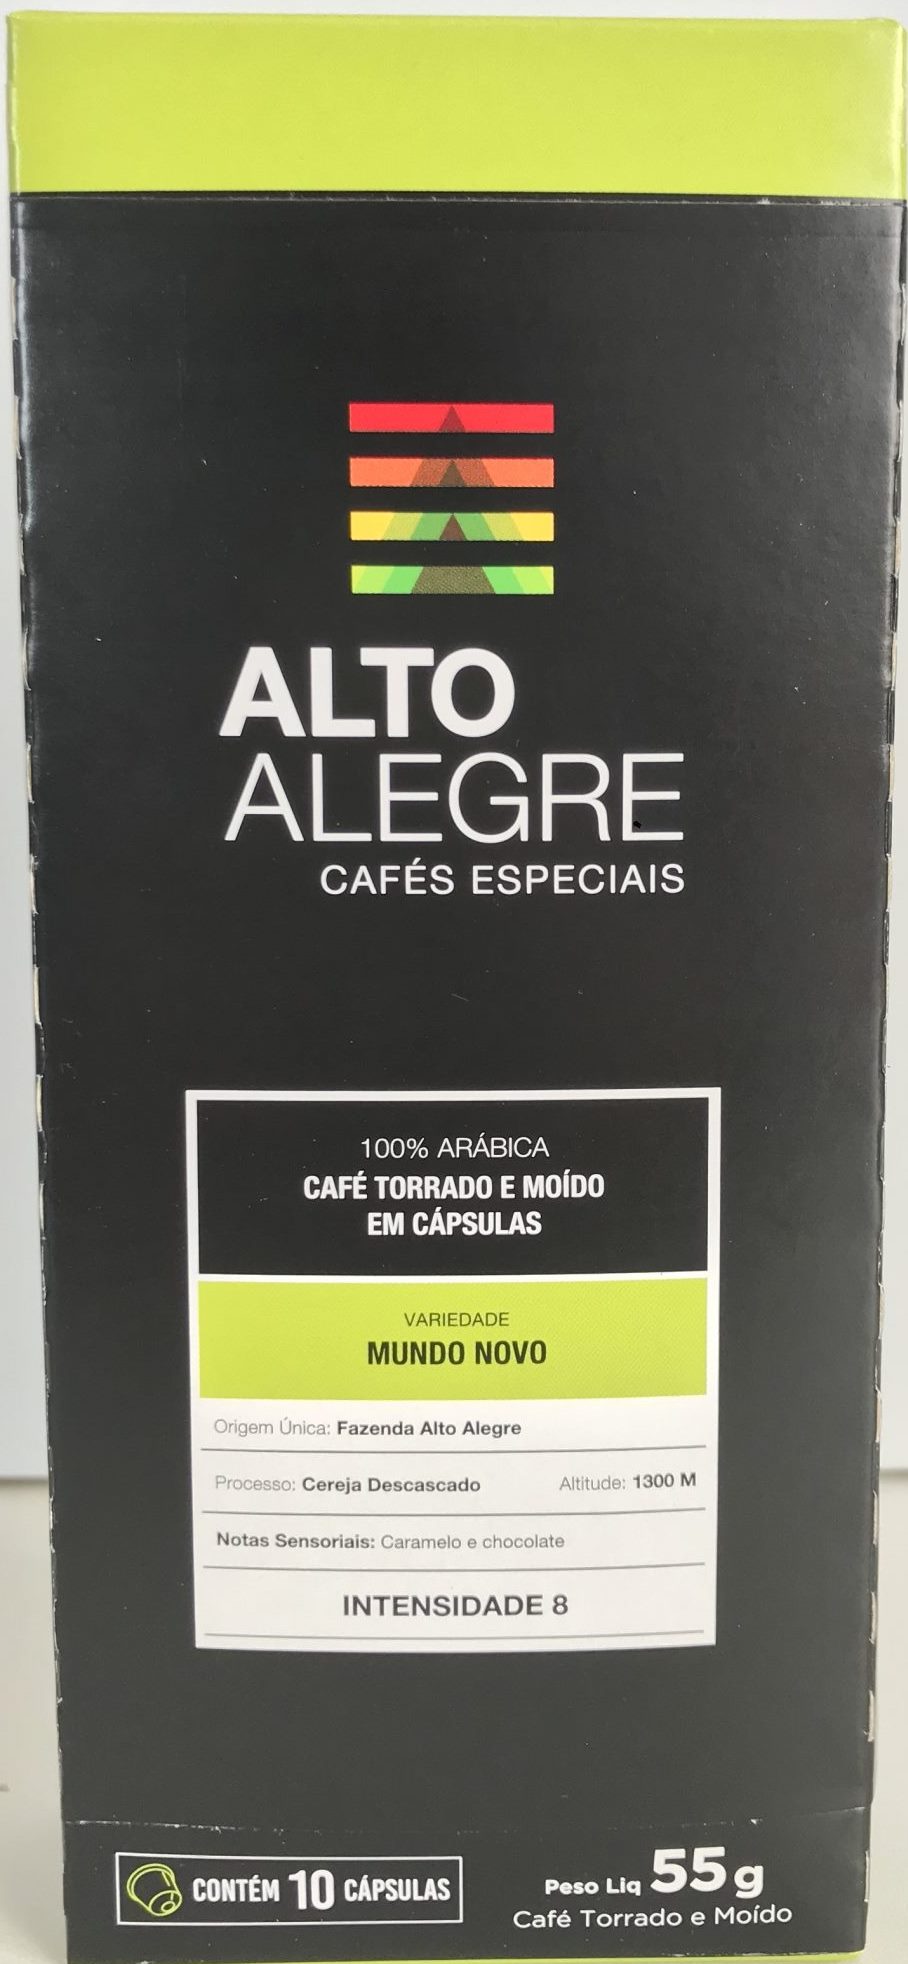 ALTO
ALEGRE
CAFÉS ESPECIAIS
100% ARÁBICA
CAFÉ TORRADO E MOÍDO
EM CÁPSULAS
VARIEDADE
MUNDO NOVO
Origem Única: Fazenda Alto Alegre
Processo: Cereja Descascado Altitude: 1300 M
Notas Sensoriais: Caramelo e chocolate
INTENSIDADE 8
CONTÉM 10 CÁPSULAS
Peso Liq 55g
Café Torrado e Moído